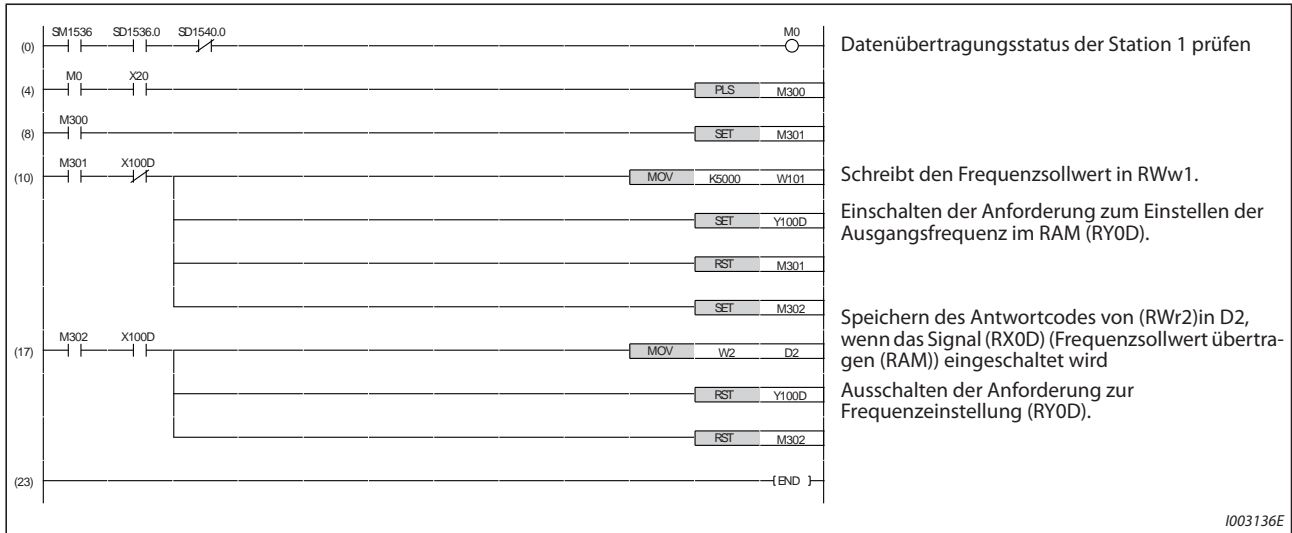 SM1536 SD1536.0 SD1540.0 M0
(0) Datenübertragungsstatus der Station 1 prüfen
M0 X20
(4) PLS M300
M300
(8) SET M301
M301 X100D
(10) MOV K5000 W101 Schreibt den Frequenzsollwert in RWw1.
SET Y100D Einschalten der Anforderung zum Einstellen der
Ausgangsfrequenz im RAM (RY0D).
RST M301
SET M302
Speichern des Antwortcodes von (RWr2)in D2,
M302 X100D
wenn das Signal (RX0D) (Frequenzsollwert übertra-
(17) MOV W2 D2
gen (RAM)) eingeschaltet wird
RST Y100D Ausschalten der Anforderung zur
Frequenzeinstellung (RY0D).
RST M302
(23) END
I003136E